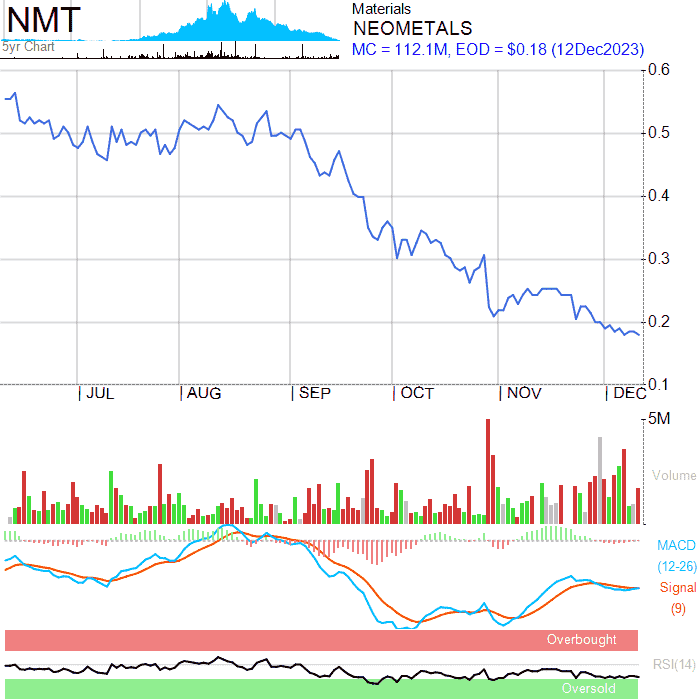 NMT
5yr Chart
Materials
NEOMETALS
MC = 112.1M, EOD = $0.18 (12Dec2023)
0.6
0.5
0.4
0.3
0.2
0.1
JUL AUG SEP OCT NOV DEC
5M
Volume
MACD
(12-26)
Signal
(9)
Overbought
RSI(14)
Oversold